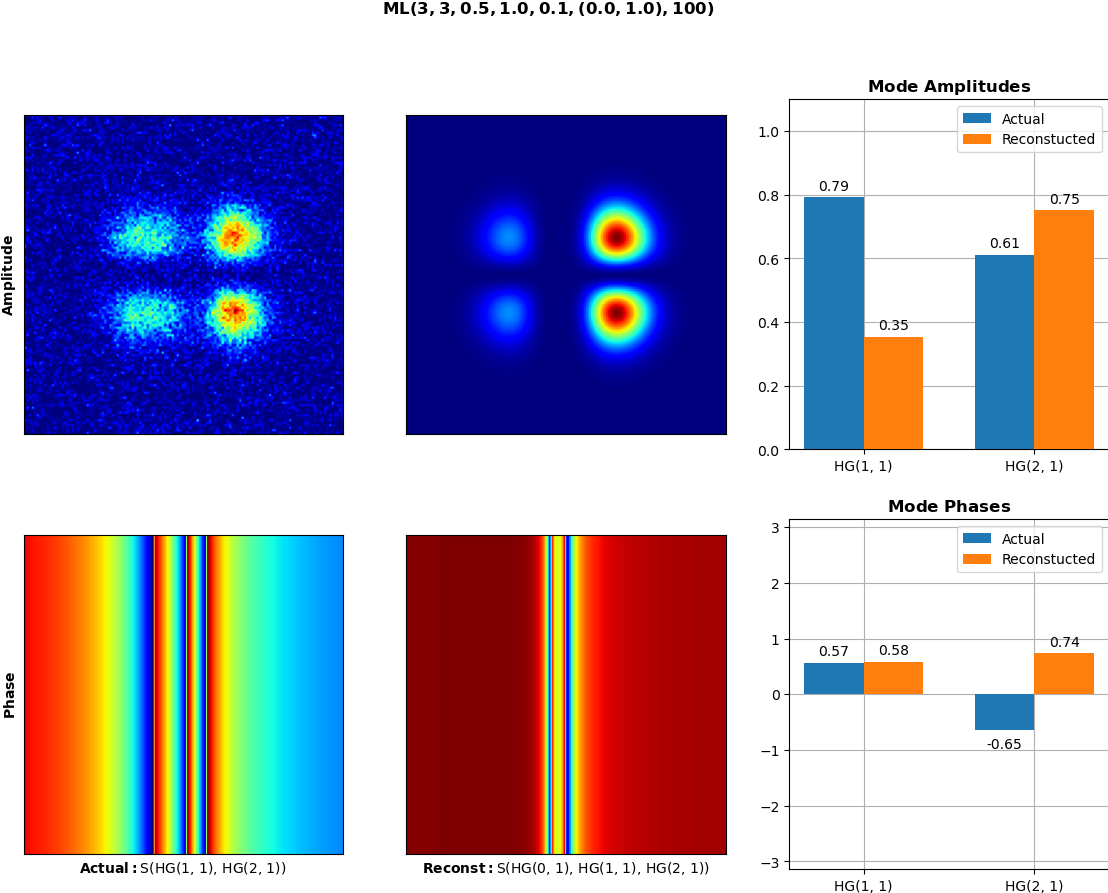 ML(3, 3, 0.5, 1.0, 0.1, (0.0, 1.0), 100)
Amplitude
Mode Amplitudes
Actual
Reconstucted
1.0
0.8
0.6
0.4
0.2
0.0
0.79
0.35
0.61
0.75
HG(1, 1)
HG(2, 1)
Phase
Actual: S(HG(1, 1), HG(2, 1))
Reconst: S(HG(0, 1), HG(1, 1), HG(2, 1))
Mode Phases
Actual
Reconstucted
3
2
1
0
−1
−2
−3
0.57
0.58
-0.65
0.74
HG(1, 1)
HG(2, 1)